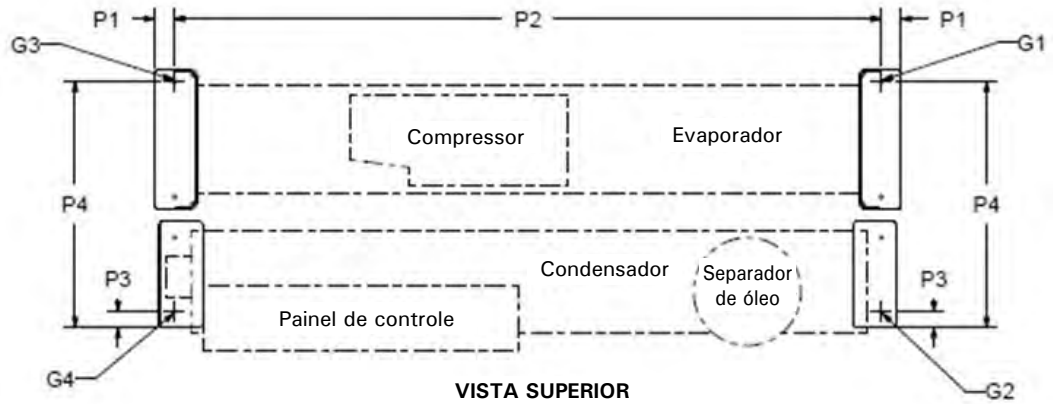 P1
P2
P1
G3
G1
Compressor
Evaporador
P4
P4
P3
Condensador
Separador
de óleo
P3
Painel de controle
G4
VISTA SUPERIOR
G2